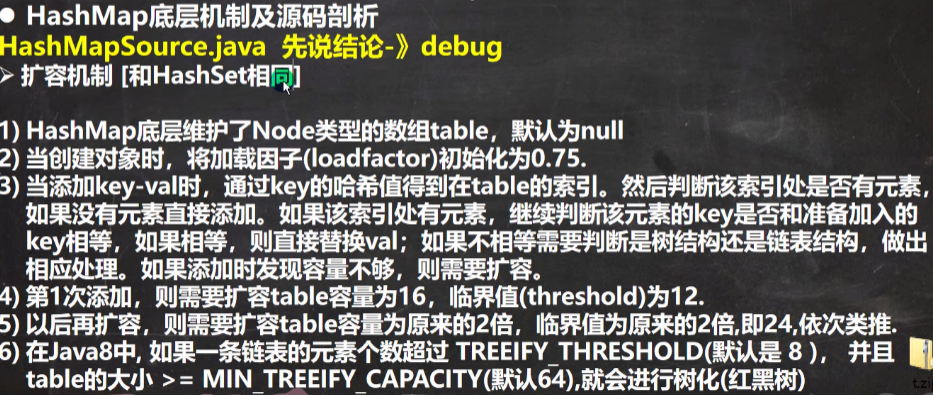 ● HashMap底层机制及源码剖析
HashMapSource.java 先说结论-》debug
➢ 扩容机制 [和HashSet相同]
1) HashMap底层维护了Node类型的数组table，默认为null
2) 当创建对象时，将加载因子(loadfactor)初始化为0.75.
3) 当添加key-val时，通过key的哈希值得到在table的索引。然后判断该索引处是否有元素，
如果没有元素直接添加。如果该索引处有元素，继续判断该元素的key是否和准备加入的
key相等，如果相等，则直接替换val；如果不相等需要判断是树结构还是链表结构，做出
相应处理。如果添加时发现容量不够，则需要扩容。
4) 第1次添加，则需要扩容table容量为16，临界值(threshold)为12.
5) 以后再扩容，则需要扩容table容量为原来的2倍，临界值为原来的2倍,即24,依次类推.
6) 在Java8中, 如果一条链表的元素个数超过 TREEIFY_THRESHOLD(默认是 8 )， 并且
table的大小 >= MIN_TREEIFY_CAPACITY(默认64),就会进行树化(红黑树)